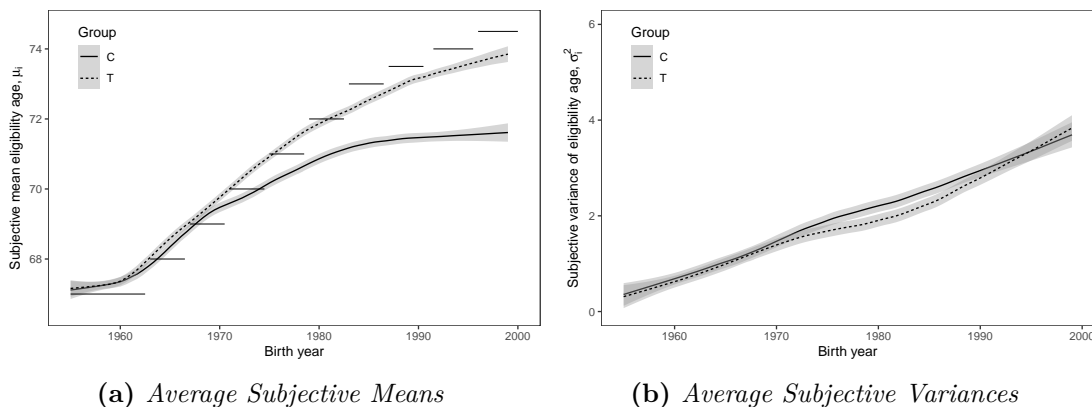 Group
C
T
Subjective mean eligibility age, μi
74
72
70
68
1960 1970 1980 1990 2000
Birth year
(a) Average Subjective Means
Group
C
T
Subjective variance of eligibility age, σi²
6
4
2
0
1960 1970 1980 1990 2000
Birth year
(b) Average Subjective Variances